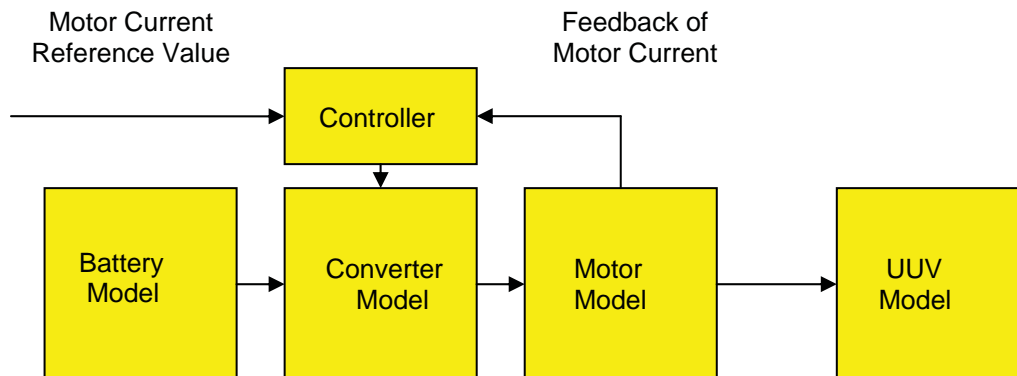 Motor Current
Reference Value
Feedback of
Motor Current
Controller
Battery
Model
Converter
Model
Motor
Model
UUV
Model